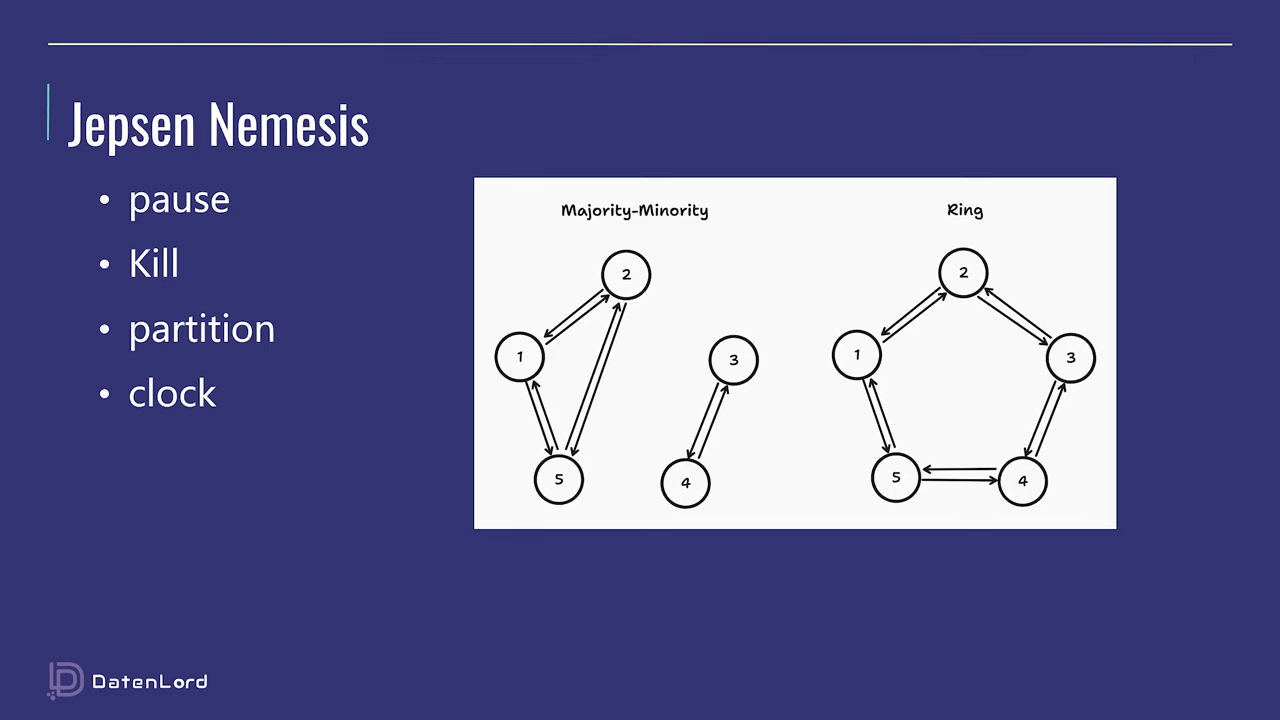 Jepsen Nemesis
• pause
• Kill
• partition
• clock
Majority-Minority
2
1
3
5
4
Ring
2
1
3
5
4
DatenLord